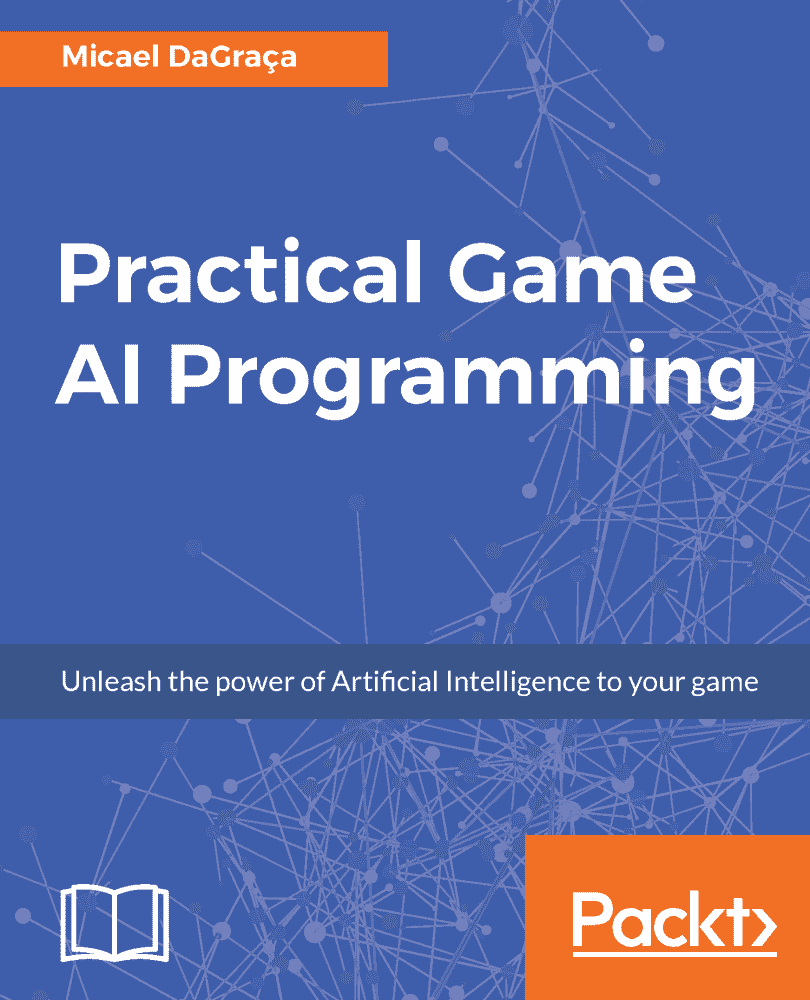 Micael DaGraça
Practical Game
AI Programming
Unleash the power of Artificial Intelligence to your game
Packt>